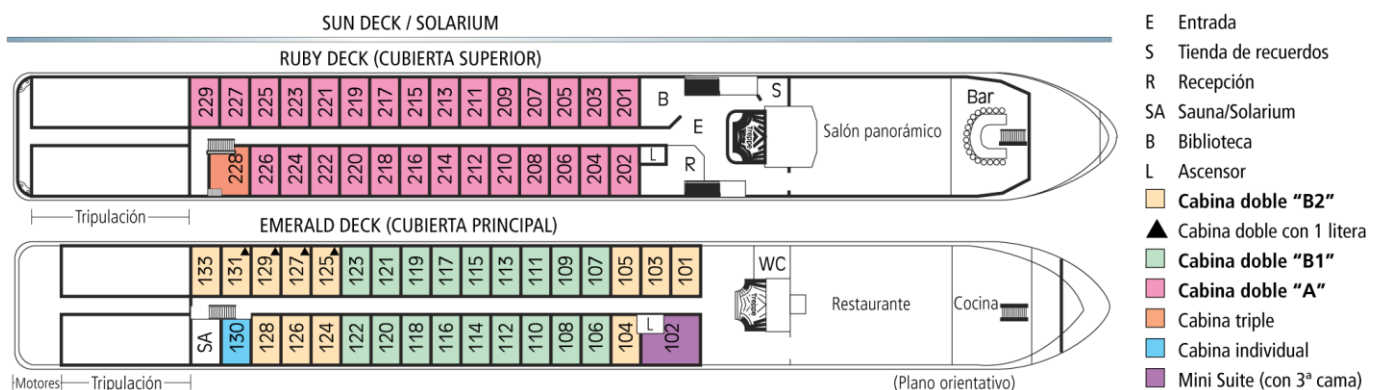 SUN DECK / SOLARIUM
RUBY DECK (CUBIERTA SUPERIOR)
229 227 225 223 221 219 217 215 213 211 209 207 205 203 201 B S
E Treppe Salón panorámico Bar
228 226 224 222 220 218 216 214 212 210 208 206 204 202 L R
Tripulación
EMERALD DECK (CUBIERTA PRINCIPAL)
133 131 129 127 125 123 121 119 117 115 113 111 109 107 105 103 101 WC
Treppe Restaurante Cocina
SA 130 128 126 124 122 120 118 116 114 112 110 108 106 104 L 102
Motores Tripulación (Plano orientativo)
E Entrada
S Tienda de recuerdos
R Recepción
SA Sauna/Solarium
B Biblioteca
L Ascensor
Cabina doble “B2”
Cabina doble con 1 litera
Cabina doble “B1”
Cabina doble “A”
Cabina triple
Cabina individual
Mini Suite (con 3ª cama)